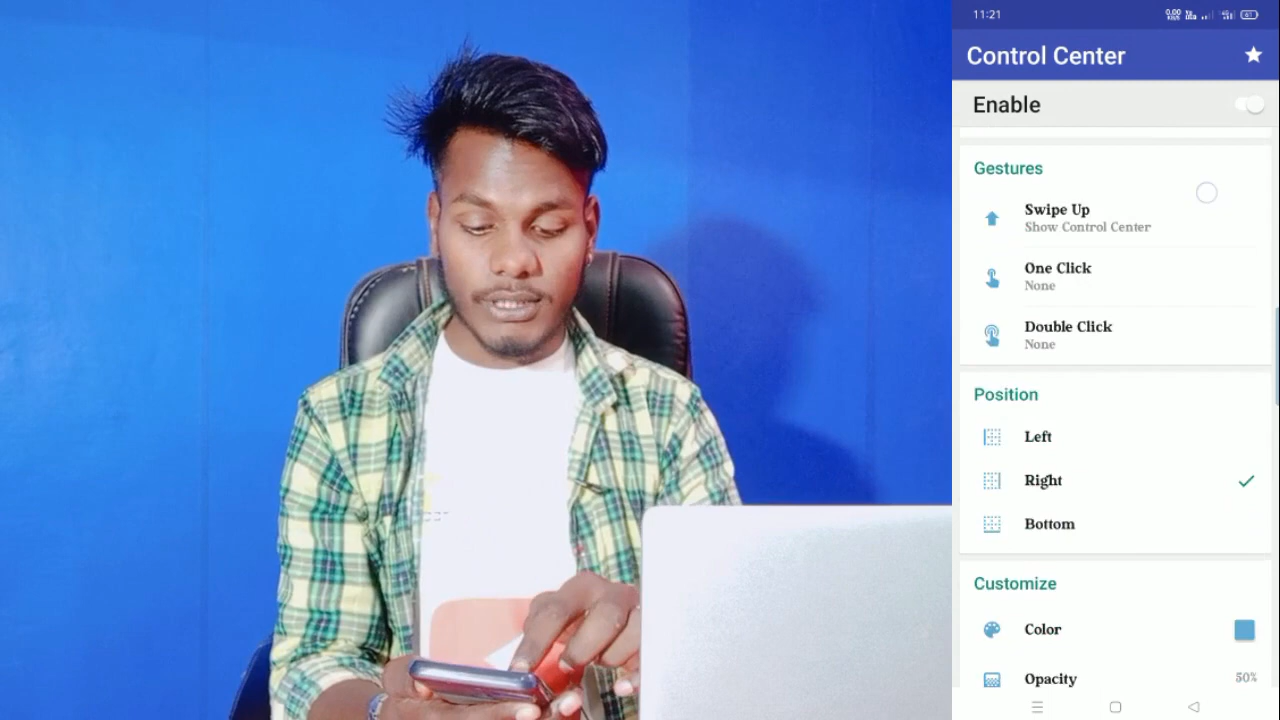 11:21
Control Center
Enable
Gestures
Swipe Up
Show Control Center
One Click
None
Double Click
None
Position
Left
Right
Bottom
Customize
Color
Opacity
50%